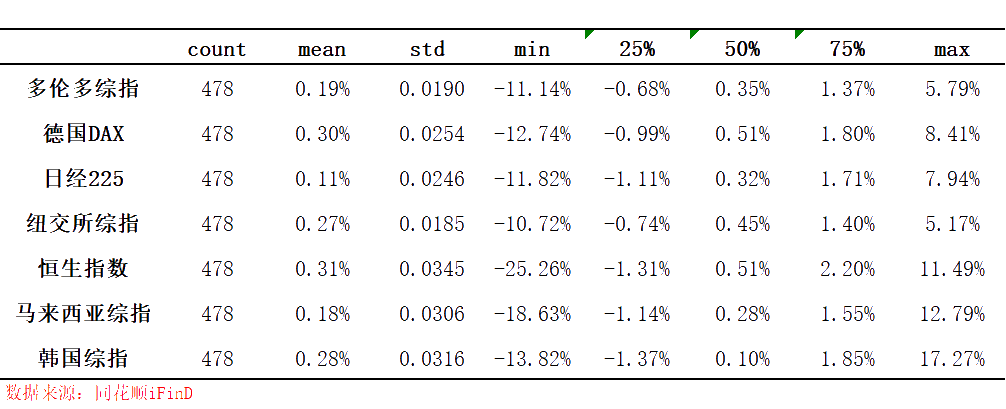 count mean std min 25% 50% 75% max
多伦多综指 478 0.19% 0.0190 -11.14% -0.68% 0.35% 1.37% 5.79%
德国DAX 478 0.30% 0.0254 -12.74% -0.99% 0.51% 1.80% 8.41%
日经225 478 0.11% 0.0246 -11.82% -1.11% 0.32% 1.71% 7.94%
纽交所综指 478 0.27% 0.0185 -10.72% -0.74% 0.45% 1.40% 5.17%
恒生指数 478 0.31% 0.0345 -25.26% -1.31% 0.51% 2.20% 11.49%
马来西亚综指 478 0.18% 0.0306 -18.63% -1.14% 0.28% 1.55% 12.79%
韩国综指 478 0.28% 0.0316 -13.82% -1.37% 0.10% 1.85% 17.27%
数据来源：同花顺iFinD